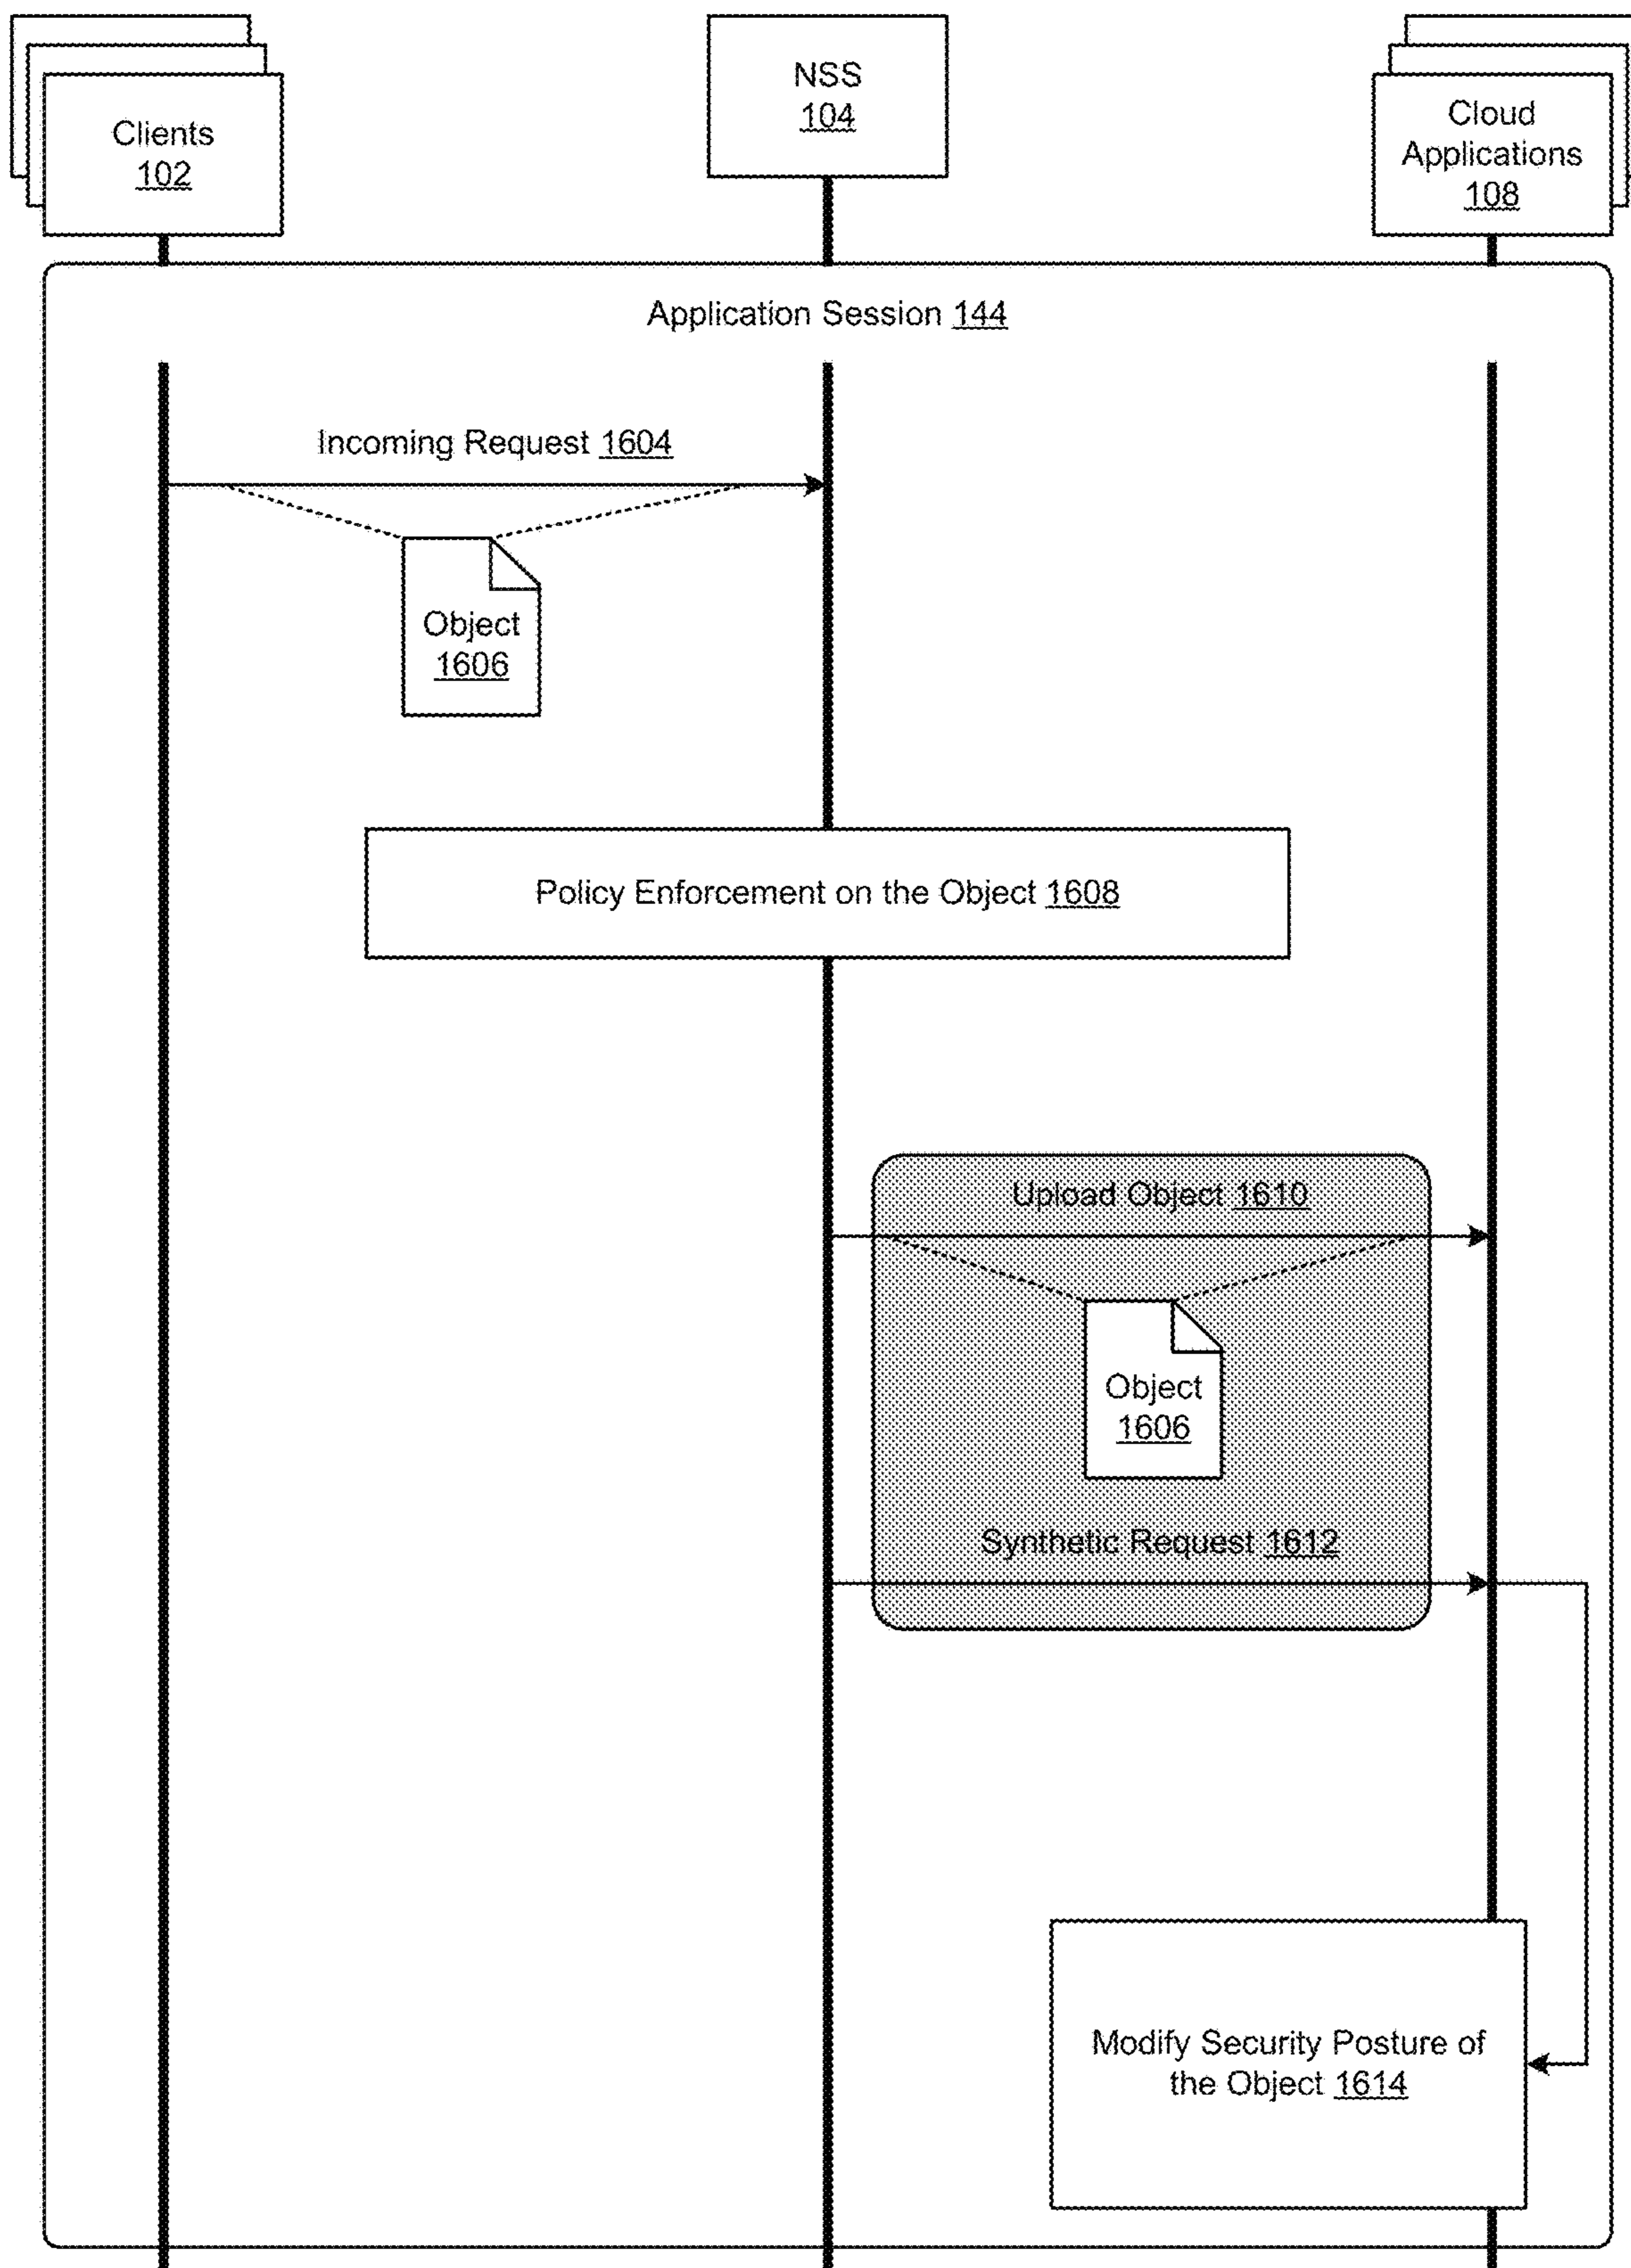 Clients
102
NSS
104
Cloud
Applications
108
Application Session 144
Incoming Request 1604
Object
1606
Policy Enforcement on the Object 1608
Upload Object 1610
Object
1606
Synthetic Request 1612
Modify Security Posture of
the Object 1614